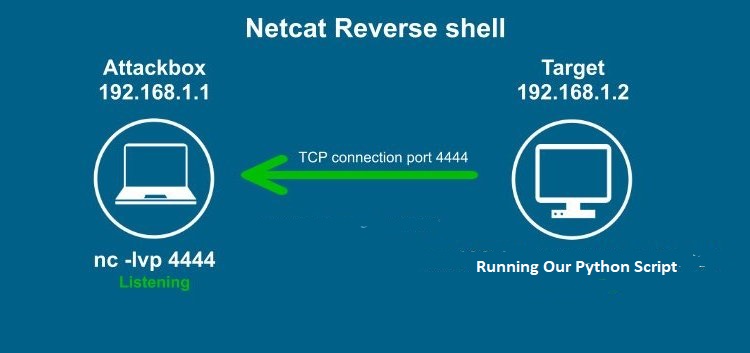 Netcat Reverse shell
Attackbox
192.168.1.1
Target
192.168.1.2
TCP connection port 4444
nc -lvp 4444
Listening
Running Our Python Script